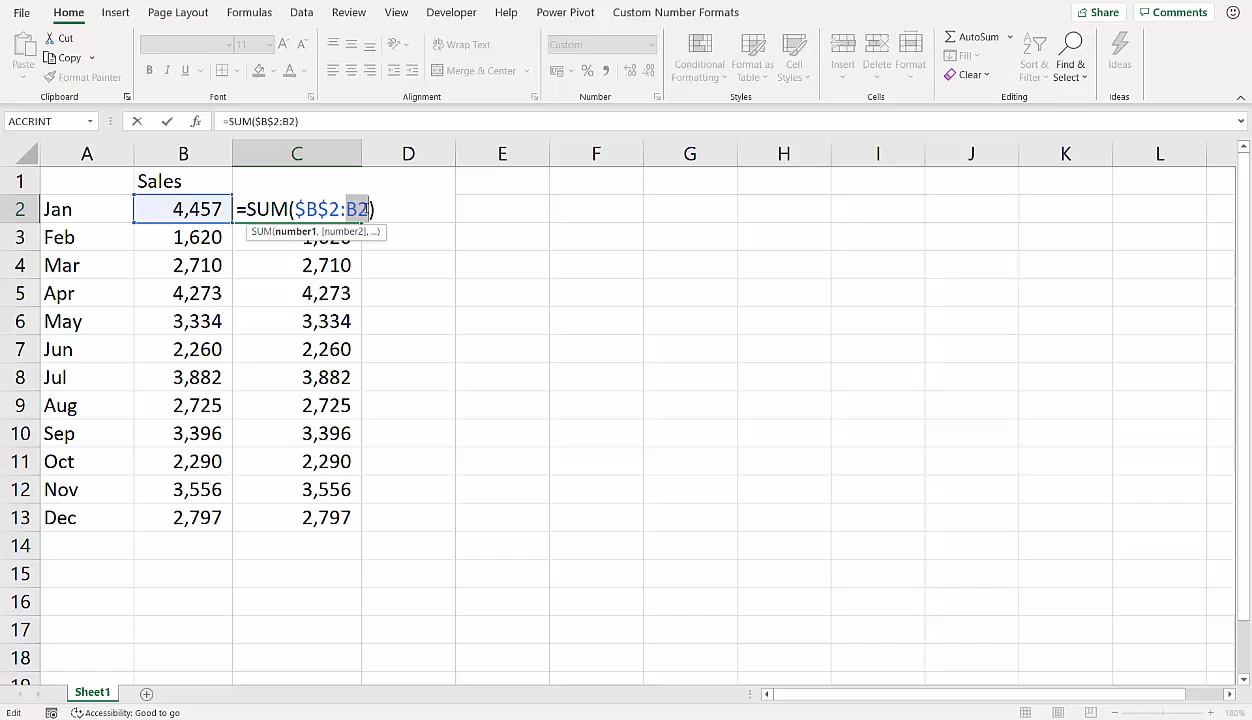 File Home Insert Page Layout Formulas Data Review View Developer Help Power Pivot Custom Number Formats Share Comments
Cut
Copy
Paste
Format Painter
Clipboard
11
A A
B I U
A
Font
Wrap Text
Merge & Center
Alignment
Custom
%
Number
Conditional Formatting
Format as Table
Cell Styles
Styles
Insert Delete Format
Cells
AutoSum
Fill
Clear
Sort & Filter
Find & Select
Editing
Ideas
Ideas
ACCRINT fx =SUM($B$2:B2)
A B C D E F G H I J K L
1 Sales
2 Jan 4,457 =SUM($B$2:B2)
SUM(number1, [number2], ...)
3 Feb 1,620
4 Mar 2,710 2,710
5 Apr 4,273 4,273
6 May 3,334 3,334
7 Jun 2,260 2,260
8 Jul 3,882 3,882
9 Aug 2,725 2,725
10 Sep 3,396 3,396
11 Oct 2,290 2,290
12 Nov 3,556 3,556
13 Dec 2,797 2,797
14
15
16
17
18
Sheet1
Edit Accessibility: Good to go 180%